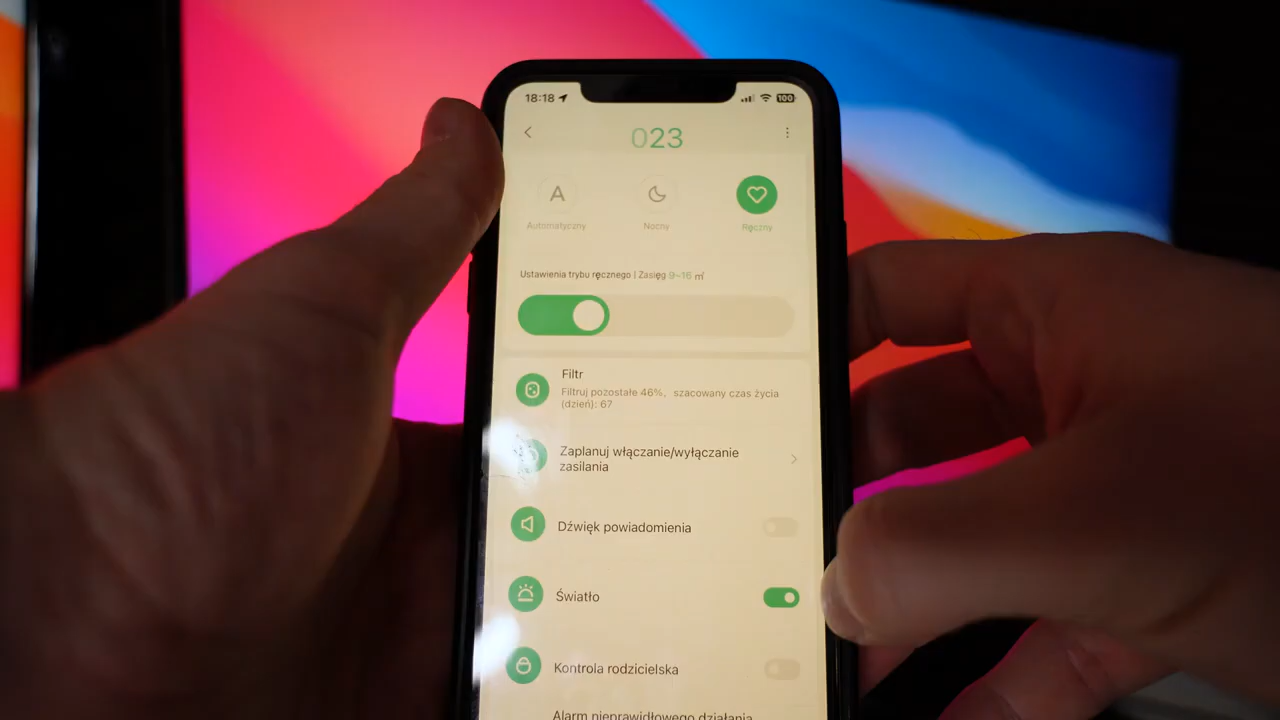 18:18
100
023
A
Automatyczny
Nocny
Ręczny
Ustawienia trybu ręcznego | Zasięg 9~16 ㎡
Filtr
Filtruj pozostałe 46%, szacowany czas życia
(dzień): 67
Zaplanuj włączanie/wyłączanie
zasilania
Dźwięk powiadomienia
Światło
Kontrola rodzicielska
Alarm nieprawidłowego działania